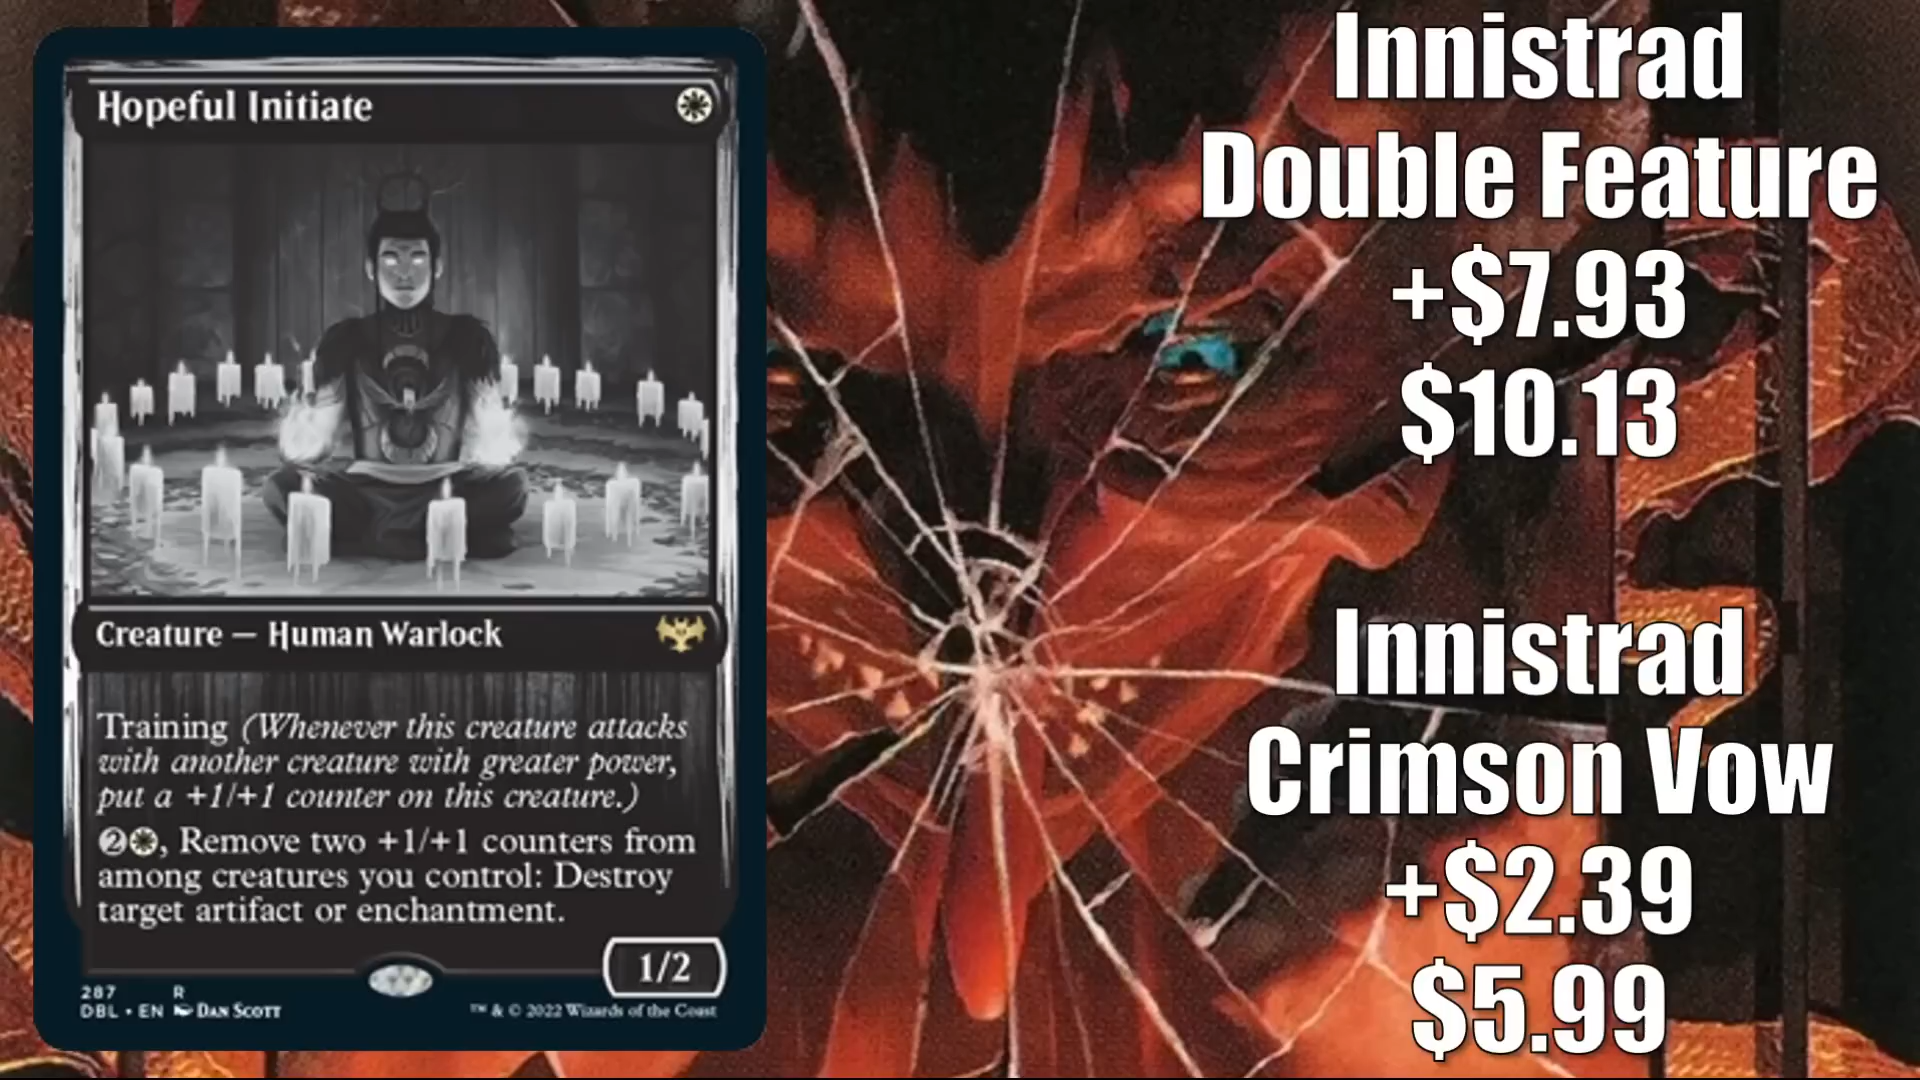 Hopeful Initiate
Creature — Human Warlock
Training (Whenever this creature attacks
with another creature with greater power,
put a +1/+1 counter on this creature.)
2, Remove two +1/+1 counters from
among creatures you control: Destroy
target artifact or enchantment.
1/2
287 R
DBL • EN Dan Scott
™ & © 2022 Wizards of the Coast
Innistrad
Double Feature
+$7.93
$10.13
Innistrad
Crimson Vow
+$2.39
$5.99